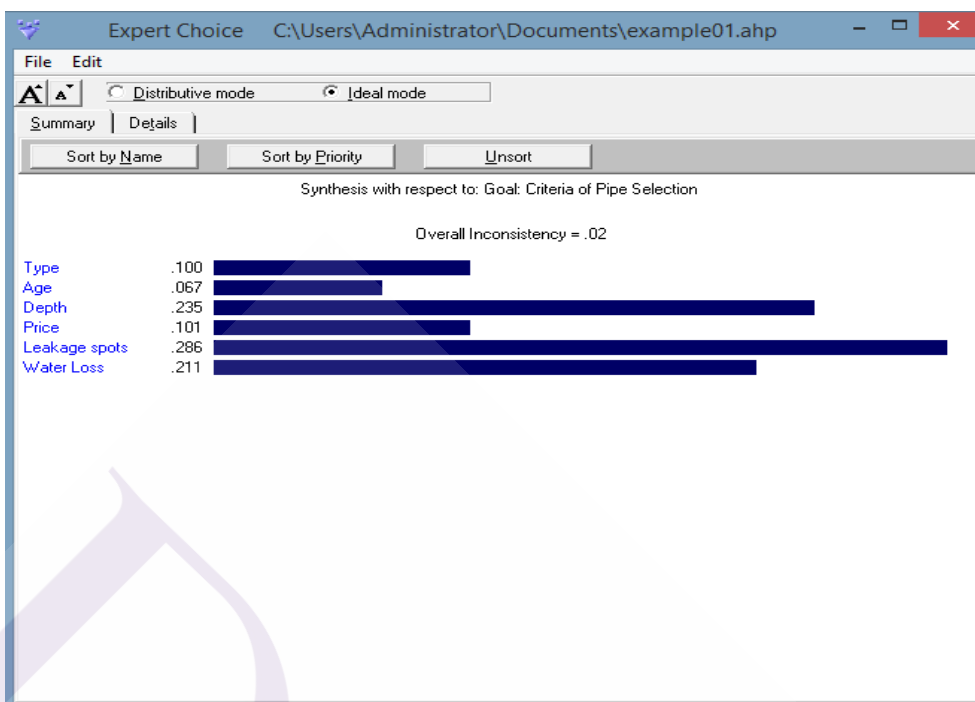 Expert Choice C:\Users\Administrator\Documents\example01.ahp
File Edit
A A Distributive mode Ideal mode
Summary Details
Sort by Name Sort by Priority Unsort
Synthesis with respect to: Goal: Criteria of Pipe Selection
Overall Inconsistency = .02
Type .100
Age .067
Depth .235
Price .101
Leakage spots .286
Water Loss .211